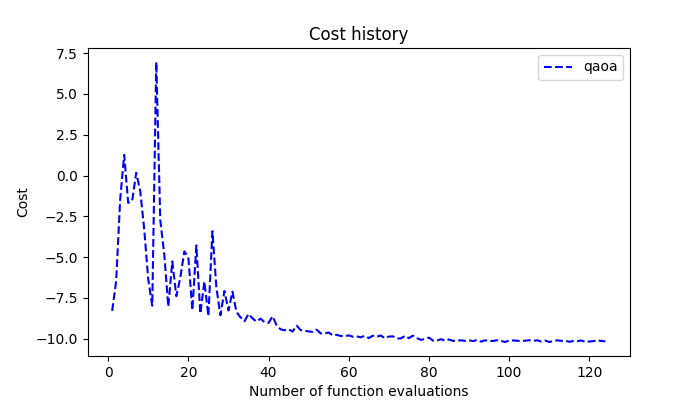 Cost history
qaoa
7.5
5.0
2.5
0.0
−2.5
−5.0
−7.5
−10.0
Cost
0 20 40 60 80 100 120
Number of function evaluations